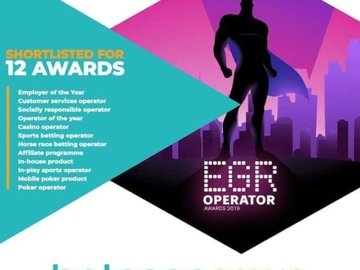 SHORTLISTED FOR
12 AWARDS
Employer of the Year
Customer services operator
Socially responsible operator
Operator of the year
Casino operator
Sports betting operator
Horse race betting operator
Affiliate programme
In-house product
In-play sports operator
Mobile poker product
Poker operator
EGR
OPERATOR
AWARDS 2019